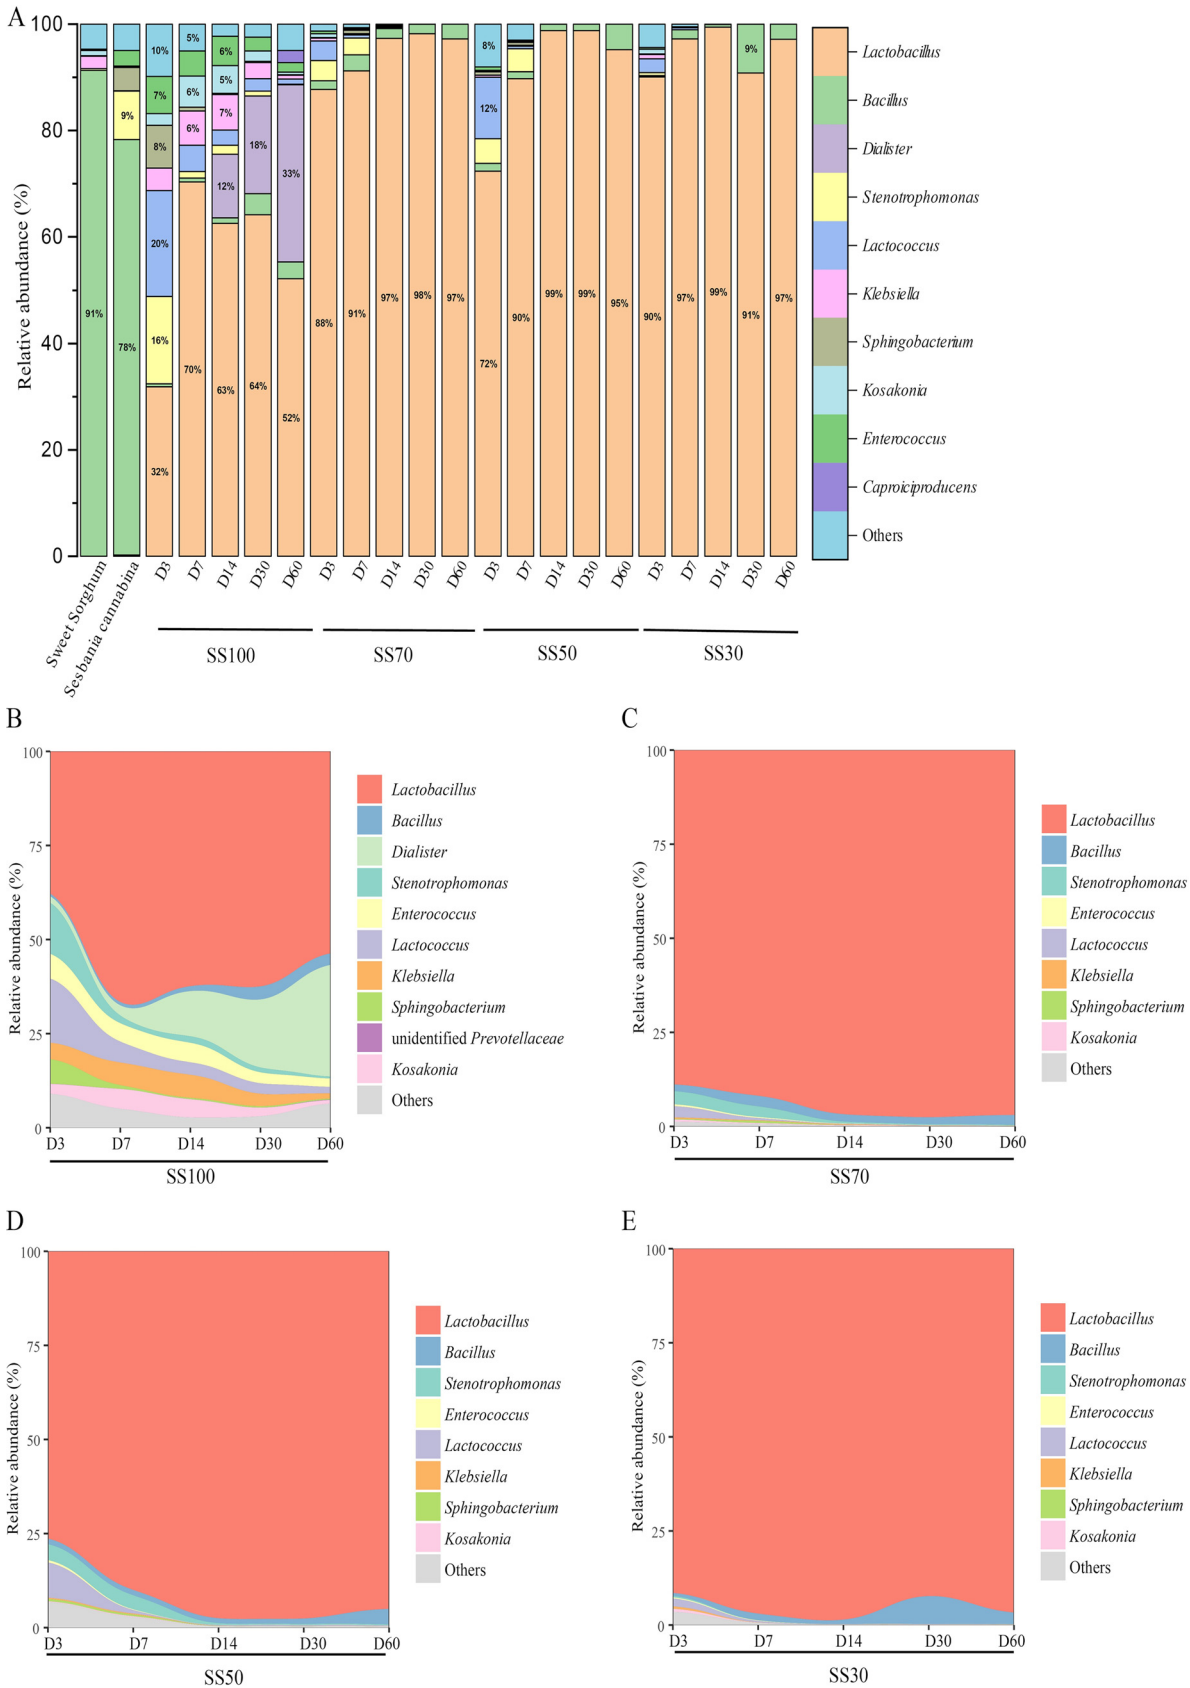 A
Relative abundance (%)
100
80
60
40
20
0
91%
78%
9%
10%
7%
8%
20%
16%
32%
5%
6%
6%
70%
6%
5%
7%
12%
63%
18%
64%
33%
52%
88%
91%
97%
98%
97%
8%
12%
72%
90%
99%
99%
95%
90%
97%
99%
9%
91%
97%
Lactobacillus
Bacillus
Dialister
Stenotrophomonas
Lactococcus
Klebsiella
Sphingobacterium
Kosakonia
Enterococcus
Caproiciproducens
Others
Sweet Sorghum
Sesbania cannabina
D3 D7 D14 D30 D60 D3 D7 D14 D30 D60 D3 D7 D14 D30 D60 D3 D7 D14 D30 D60
SS100 SS70 SS50 SS30
B
Relative abundance (%)
100
75
50
25
0
D3 D7 D14 D30 D60
SS100
Lactobacillus
Bacillus
Dialister
Stenotrophomonas
Enterococcus
Lactococcus
Klebsiella
Sphingobacterium
unidentified Prevotellaceae
Kosakonia
Others
C
Relative abundance (%)
100
75
50
25
0
D3 D7 D14 D30 D60
SS70
Lactobacillus
Bacillus
Stenotrophomonas
Enterococcus
Lactococcus
Klebsiella
Sphingobacterium
Kosakonia
Others
D
Relative abundance (%)
100
75
50
25
0
D3 D7 D14 D30 D60
SS50
Lactobacillus
Bacillus
Stenotrophomonas
Enterococcus
Lactococcus
Klebsiella
Sphingobacterium
Kosakonia
Others
E
Relative abundance (%)
100
75
50
25
0
D3 D7 D14 D30 D60
SS30
Lactobacillus
Bacillus
Stenotrophomonas
Enterococcus
Lactococcus
Klebsiella
Sphingobacterium
Kosakonia
Others